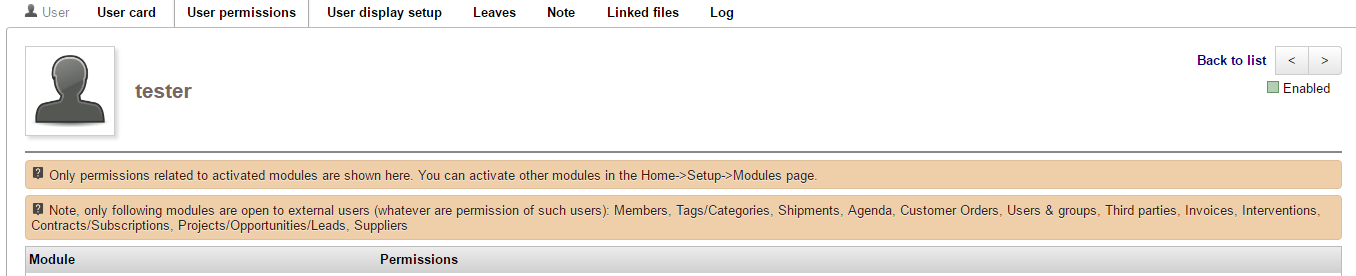 User User card User permissions User display setup Leaves Note Linked files Log
Back to list < >
Enabled
tester
Only permissions related to activated modules are shown here. You can activate other modules in the Home->Setup->Modules page.
Note, only following modules are open to external users (whatever are permission of such users): Members, Tags/Categories, Shipments, Agenda, Customer Orders, Users & groups, Third parties, Invoices, Interventions,
Contracts/Subscriptions, Projects/Opportunities/Leads, Suppliers
Module Permissions